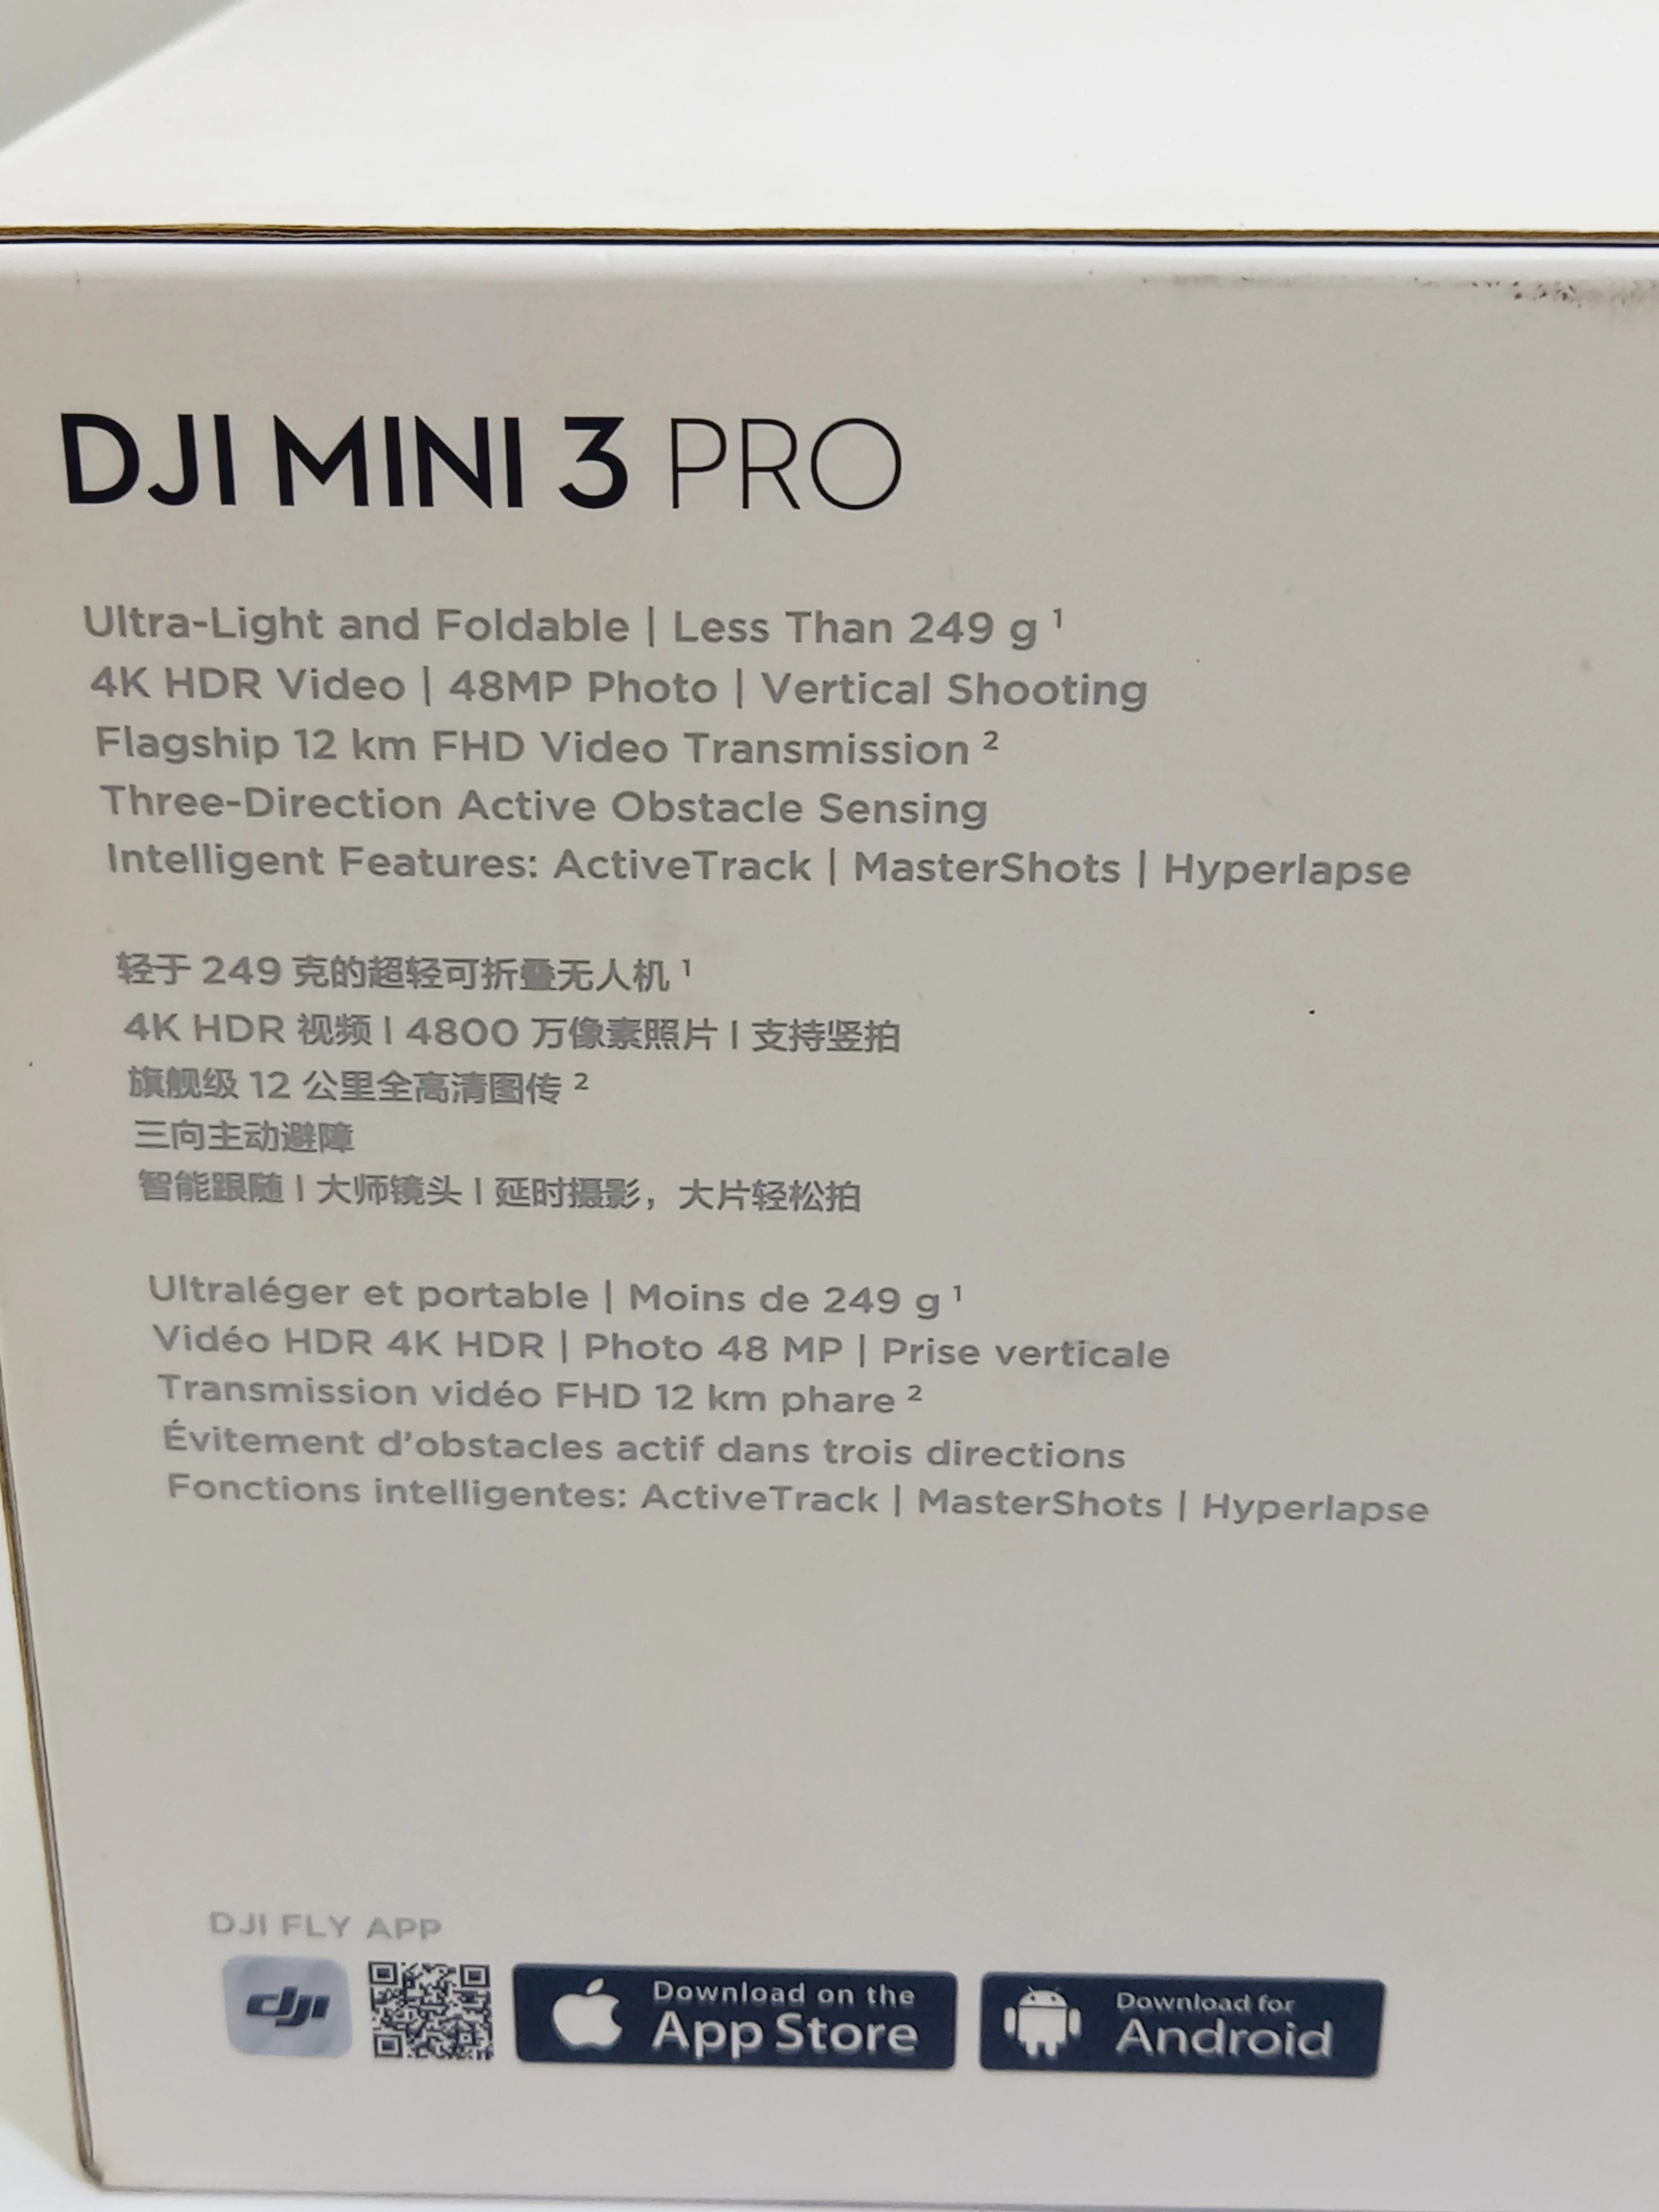 DJI MINI 3 PRO
Ultra-Light and Foldable | Less Than 249 g ¹
4K HDR Video | 48MP Photo | Vertical Shooting
Flagship 12 km FHD Video Transmission ²
Three-Direction Active Obstacle Sensing
Intelligent Features: ActiveTrack | MasterShots | Hyperlapse
轻于 249 克的超轻可折叠无人机 ¹
4K HDR 视频 | 4800 万像素照片 | 支持竖拍
旗舰级 12 公里全高清图传 ²
三向主动避障
智能跟随 | 大师镜头 | 延时摄影，大片轻松拍
Ultraléger et portable | Moins de 249 g ¹
Vidéo HDR 4K HDR | Photo 48 MP | Prise verticale
Transmission vidéo FHD 12 km phare ²
Évitement d'obstacles actif dans trois directions
Fonctions intelligentes: ActiveTrack | MasterShots | Hyperlapse
DJI FLY APP
dji
Download on the
App Store
Download for
Android